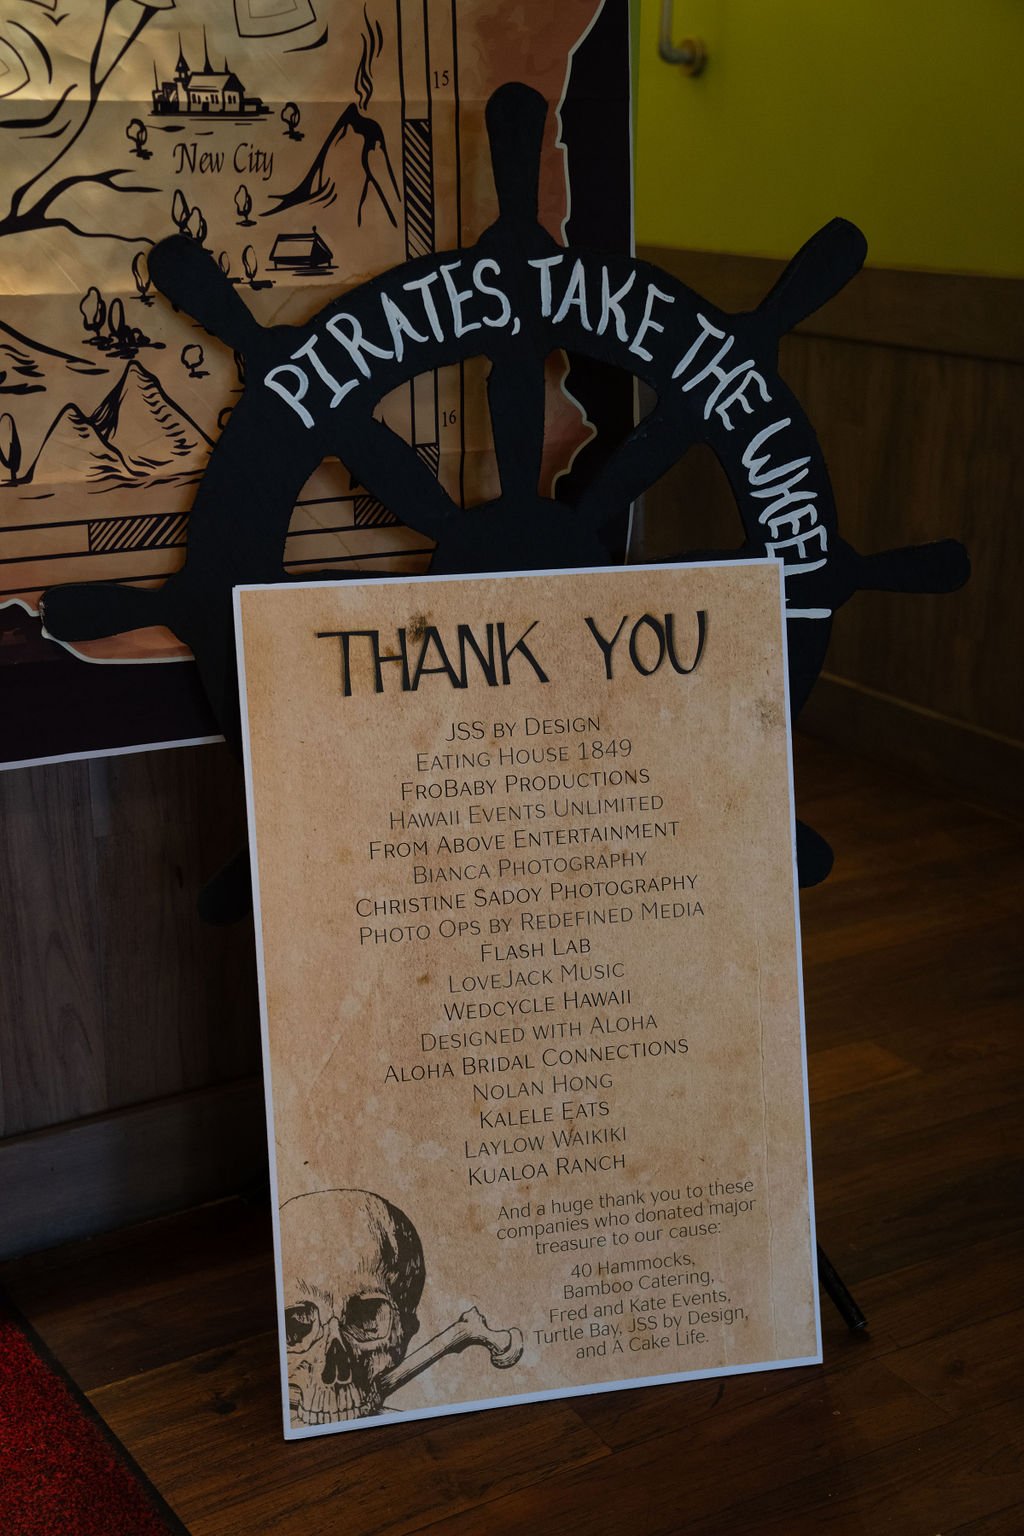 15
New City
PIRATES, TAKE THE WHEEL!
16
THANK YOU
JSS by Design
Eating House 1849
FroBaby Productions
Hawaii Events Unlimited
From Above Entertainment
Bianca Photography
Christine Sadoy Photography
Photo Ops by Redefined Media
Flash Lab
LoveJack Music
Wedcycle Hawaii
Designed with Aloha
Aloha Bridal Connections
Nolan Hong
Kalele Eats
Laylow Waikiki
Kualoa Ranch
And a huge thank you to these
companies who donated major
treasure to our cause:
40 Hammocks,
Bamboo Catering,
Fred and Kate Events,
Turtle Bay, JSS by Design,
and A Cake Life.